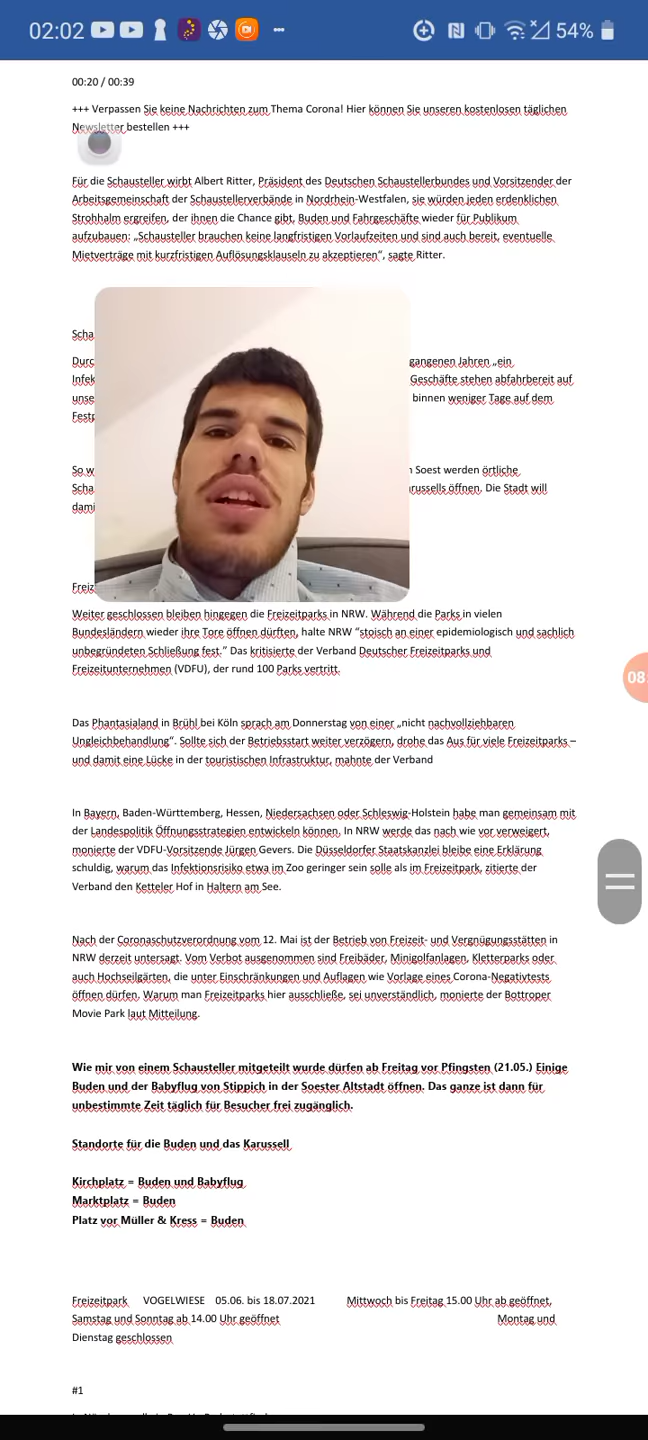 02:02
54%
00:20 / 00:39
+++ Verpassen Sie keine Nachrichten zum Thema Corona! Hier können Sie unseren kostenlosen täglichen
Newsletter bestellen +++
Für die Schausteller wirbt Albert Ritter, Präsident des Deutschen Schaustellerbundes und Vorsitzender der
Arbeitsgemeinschaft der Schaustellerverbände in Nordrhein-Westfalen, sie würden jeden erdenklichen
Strohhalm ergreifen, der ihnen die Chance gibt, Buden und Fahrgeschäfte wieder für Publikum
aufzubauen: „Schausteller brauchen keine langfristigen Vorlaufzeiten und sind auch bereit, eventuelle
Mietverträge mit kurzfristigen Auflösungsklauseln zu akzeptieren“, sagte Ritter.
Scha
Durc gangenen Jahren „ein
Infek Geschäfte stehen abfahrbereit auf
unse binnen weniger Tage auf dem
Festp
So w n Soest werden örtliche
Scha russells öffnen. Die Stadt will
dami
Freiz
Weiter geschlossen bleiben hingegen die Freizeitparks in NRW. Während die Parks in vielen
Bundesländern wieder ihre Tore öffnen dürften, halte NRW "stoisch an einer epidemiologisch und sachlich
unbegründeten Schließung fest.” Das kritisierte der Verband Deutscher Freizeitparks und
Freizeitunternehmen (VDFU), der rund 100 Parks vertritt.
Das Phantasialand in Brühl bei Köln sprach am Donnerstag von einer „nicht nachvollziehbaren
Ungleichbehandlung“. Sollte sich der Betriebsstart weiter verzögern, drohe das Aus für viele Freizeitparks –
und damit eine Lücke in der touristischen Infrastruktur, mahnte der Verband
In Bayern, Baden-Württemberg, Hessen, Niedersachsen oder Schleswig-Holstein habe man gemeinsam mit
der Landespolitik Öffnungsstrategien entwickeln können. In NRW werde das nach wie vor verweigert,
monierte der VDFU-Vorsitzende Jürgen Gevers. Die Düsseldorfer Staatskanzlei bleibe eine Erklärung
schuldig, warum das Infektionsrisiko etwa im Zoo geringer sein solle als im Freizeitpark, zitierte der
Verband den Ketteler Hof in Haltern am See.
Nach der Coronaschutzverordnung vom 12. Mai ist der Betrieb von Freizeit- und Vergnügungsstätten in
NRW derzeit untersagt. Vom Verbot ausgenommen sind Freibäder, Minigolfanlagen, Kletterparks oder
auch Hochseilgärten, die unter Einschränkungen und Auflagen wie Vorlage eines Corona-Negativtests
öffnen dürfen. Warum man Freizeitparks hier ausschließe, sei unverständlich, monierte der Bottroper
Movie Park laut Mitteilung.
Wie mir von einem Schausteller mitgeteilt wurde dürfen ab Freitag vor Pfingsten (21.05.) Einige
Buden und der Babyflug von Stippich in der Soester Altstadt öffnen. Das ganze ist dann für
unbestimmte Zeit täglich für Besucher frei zugänglich.
Standorte für die Buden und das Karussell
Kirchplatz = Buden und Babyflug
Marktplatz = Buden
Platz vor Müller & Kress = Buden
Freizeitpark VOGELWIESE 05.06. bis 18.07.2021 Mittwoch bis Freitag 15.00 Uhr ab geöffnet,
Samstag und Sonntag ab 14.00 Uhr geöffnet Montag und
Dienstag geschlossen
#1